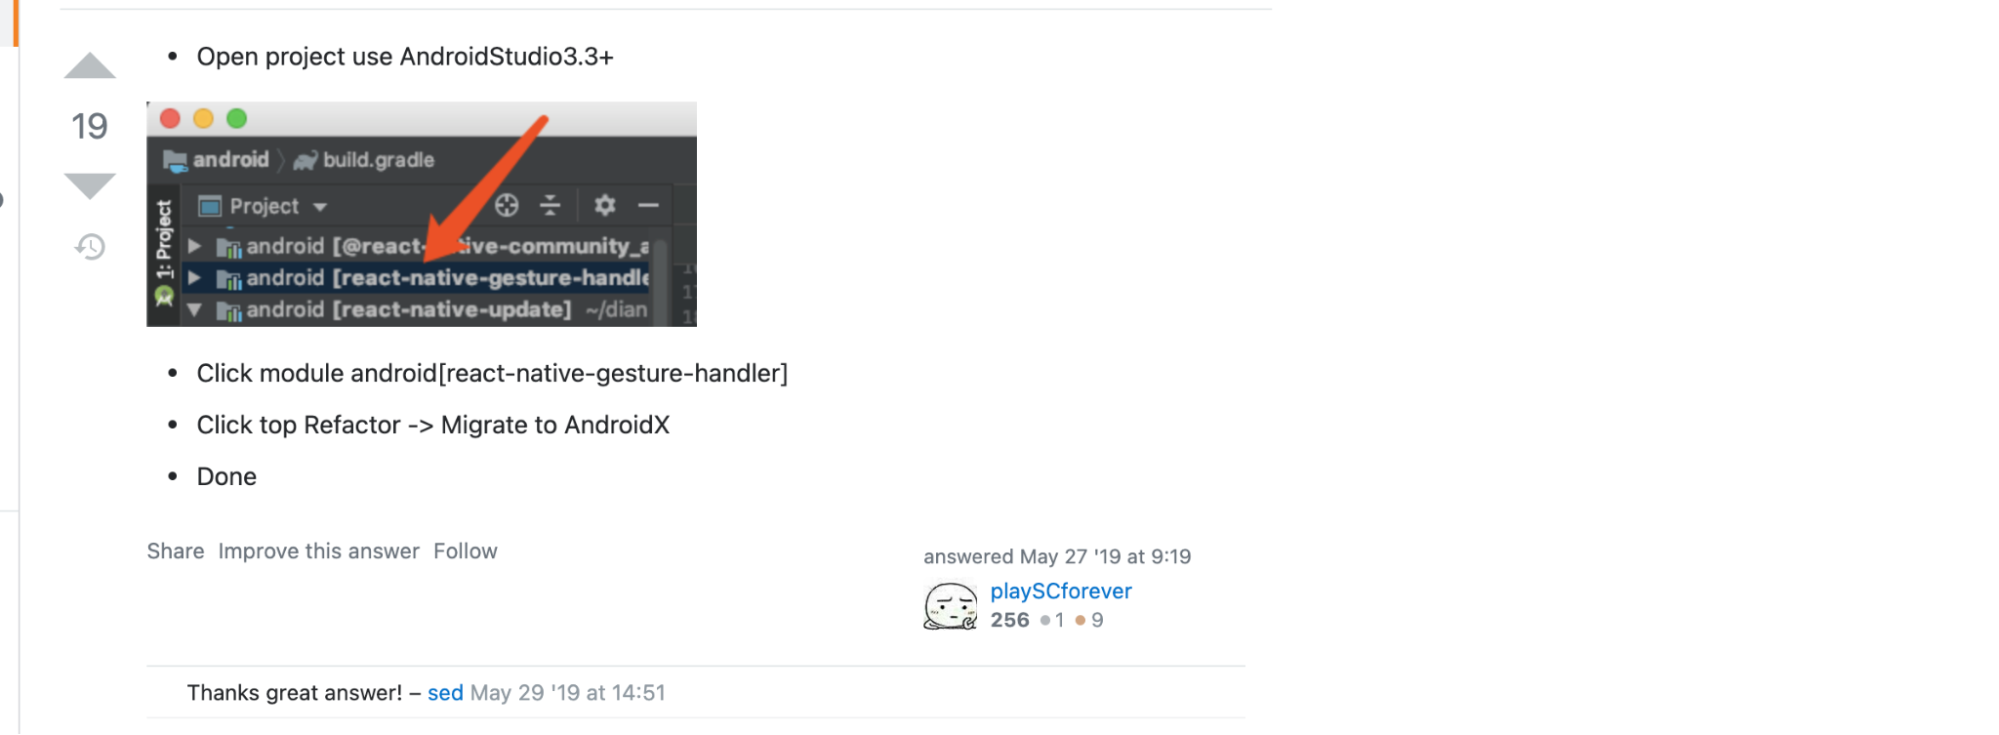 Open project use AndroidStudio3.3+
19
android build.gradle
1: Project
Project
android [@react-native-community_a
android [react-native-gesture-handle
17
android [react-native-update] ~/dian
18
Click module android[react-native-gesture-handler]
Click top Refactor -> Migrate to AndroidX
Done
Share Improve this answer Follow
answered May 27 '19 at 9:19
playSCforever
256 1 9
Thanks great answer! – sed May 29 '19 at 14:51